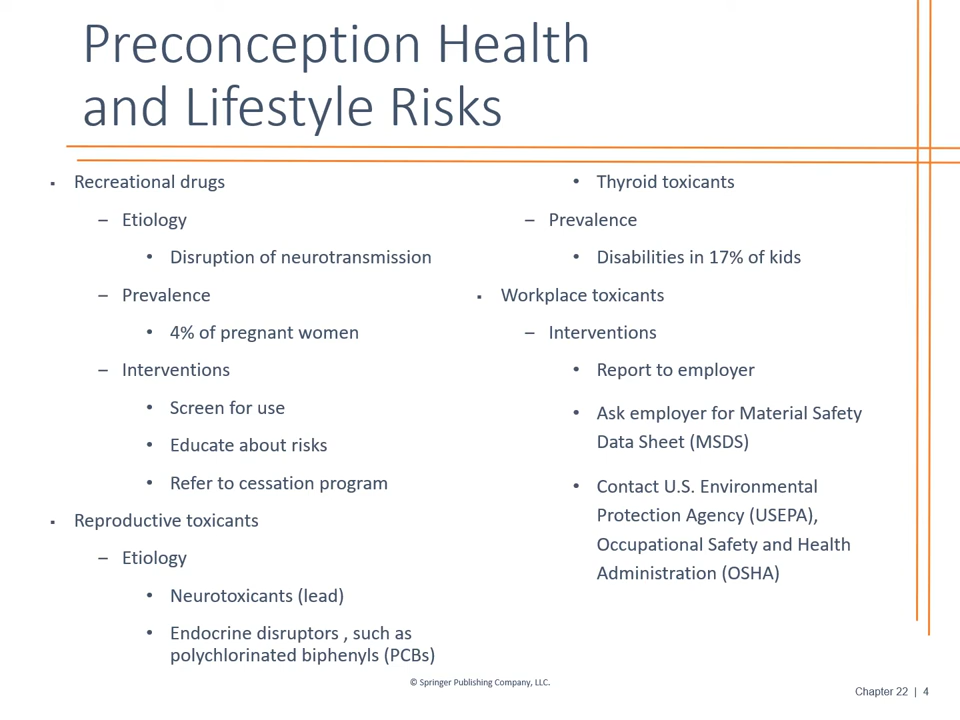 Preconception Health
and Lifestyle Risks
▪ Recreational drugs
– Etiology
• Disruption of neurotransmission
– Prevalence
• 4% of pregnant women
– Interventions
• Screen for use
• Educate about risks
• Refer to cessation program
▪ Reproductive toxicants
– Etiology
• Neurotoxicants (lead)
• Endocrine disruptors , such as
polychlorinated biphenyls (PCBs)
• Thyroid toxicants
– Prevalence
• Disabilities in 17% of kids
▪ Workplace toxicants
– Interventions
• Report to employer
• Ask employer for Material Safety
Data Sheet (MSDS)
• Contact U.S. Environmental
Protection Agency (USEPA),
Occupational Safety and Health
Administration (OSHA)
© Springer Publishing Company, LLC.
Chapter 22 | 4